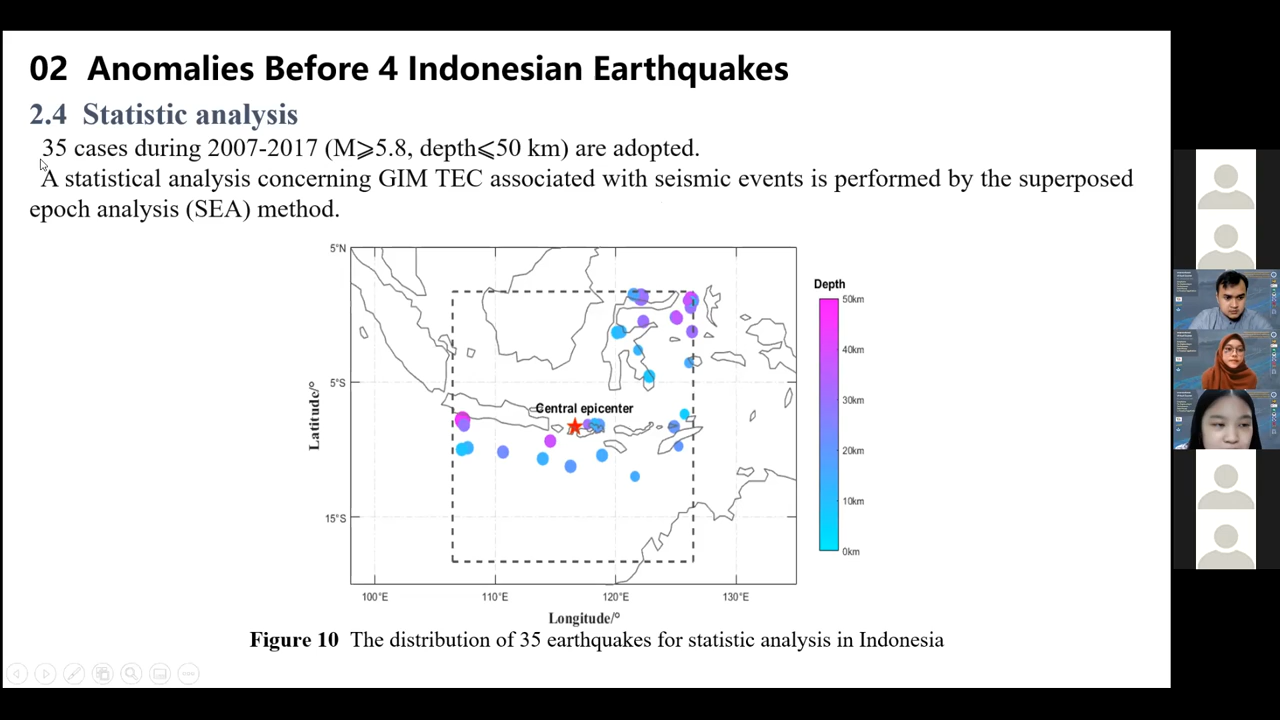 02 Anomalies Before 4 Indonesian Earthquakes
2.4 Statistic analysis
35 cases during 2007-2017 (M⩾5.8, depth⩽50 km) are adopted.
A statistical analysis concerning GIM TEC associated with seismic events is performed by the superposed
epoch analysis (SEA) method.
5°N
5°S
15°S
Latitude/°
Central epicenter
100°E
110°E
120°E
130°E
Longitude/°
Depth
50km
40km
30km
20km
10km
0km
Figure 10 The distribution of 35 earthquakes for statistic analysis in Indonesia